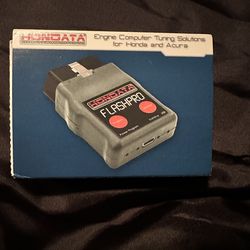 HONDATA
Engine Computer Tuning Solutions
for Honda and Acura
HONDATA
FLASHPRO